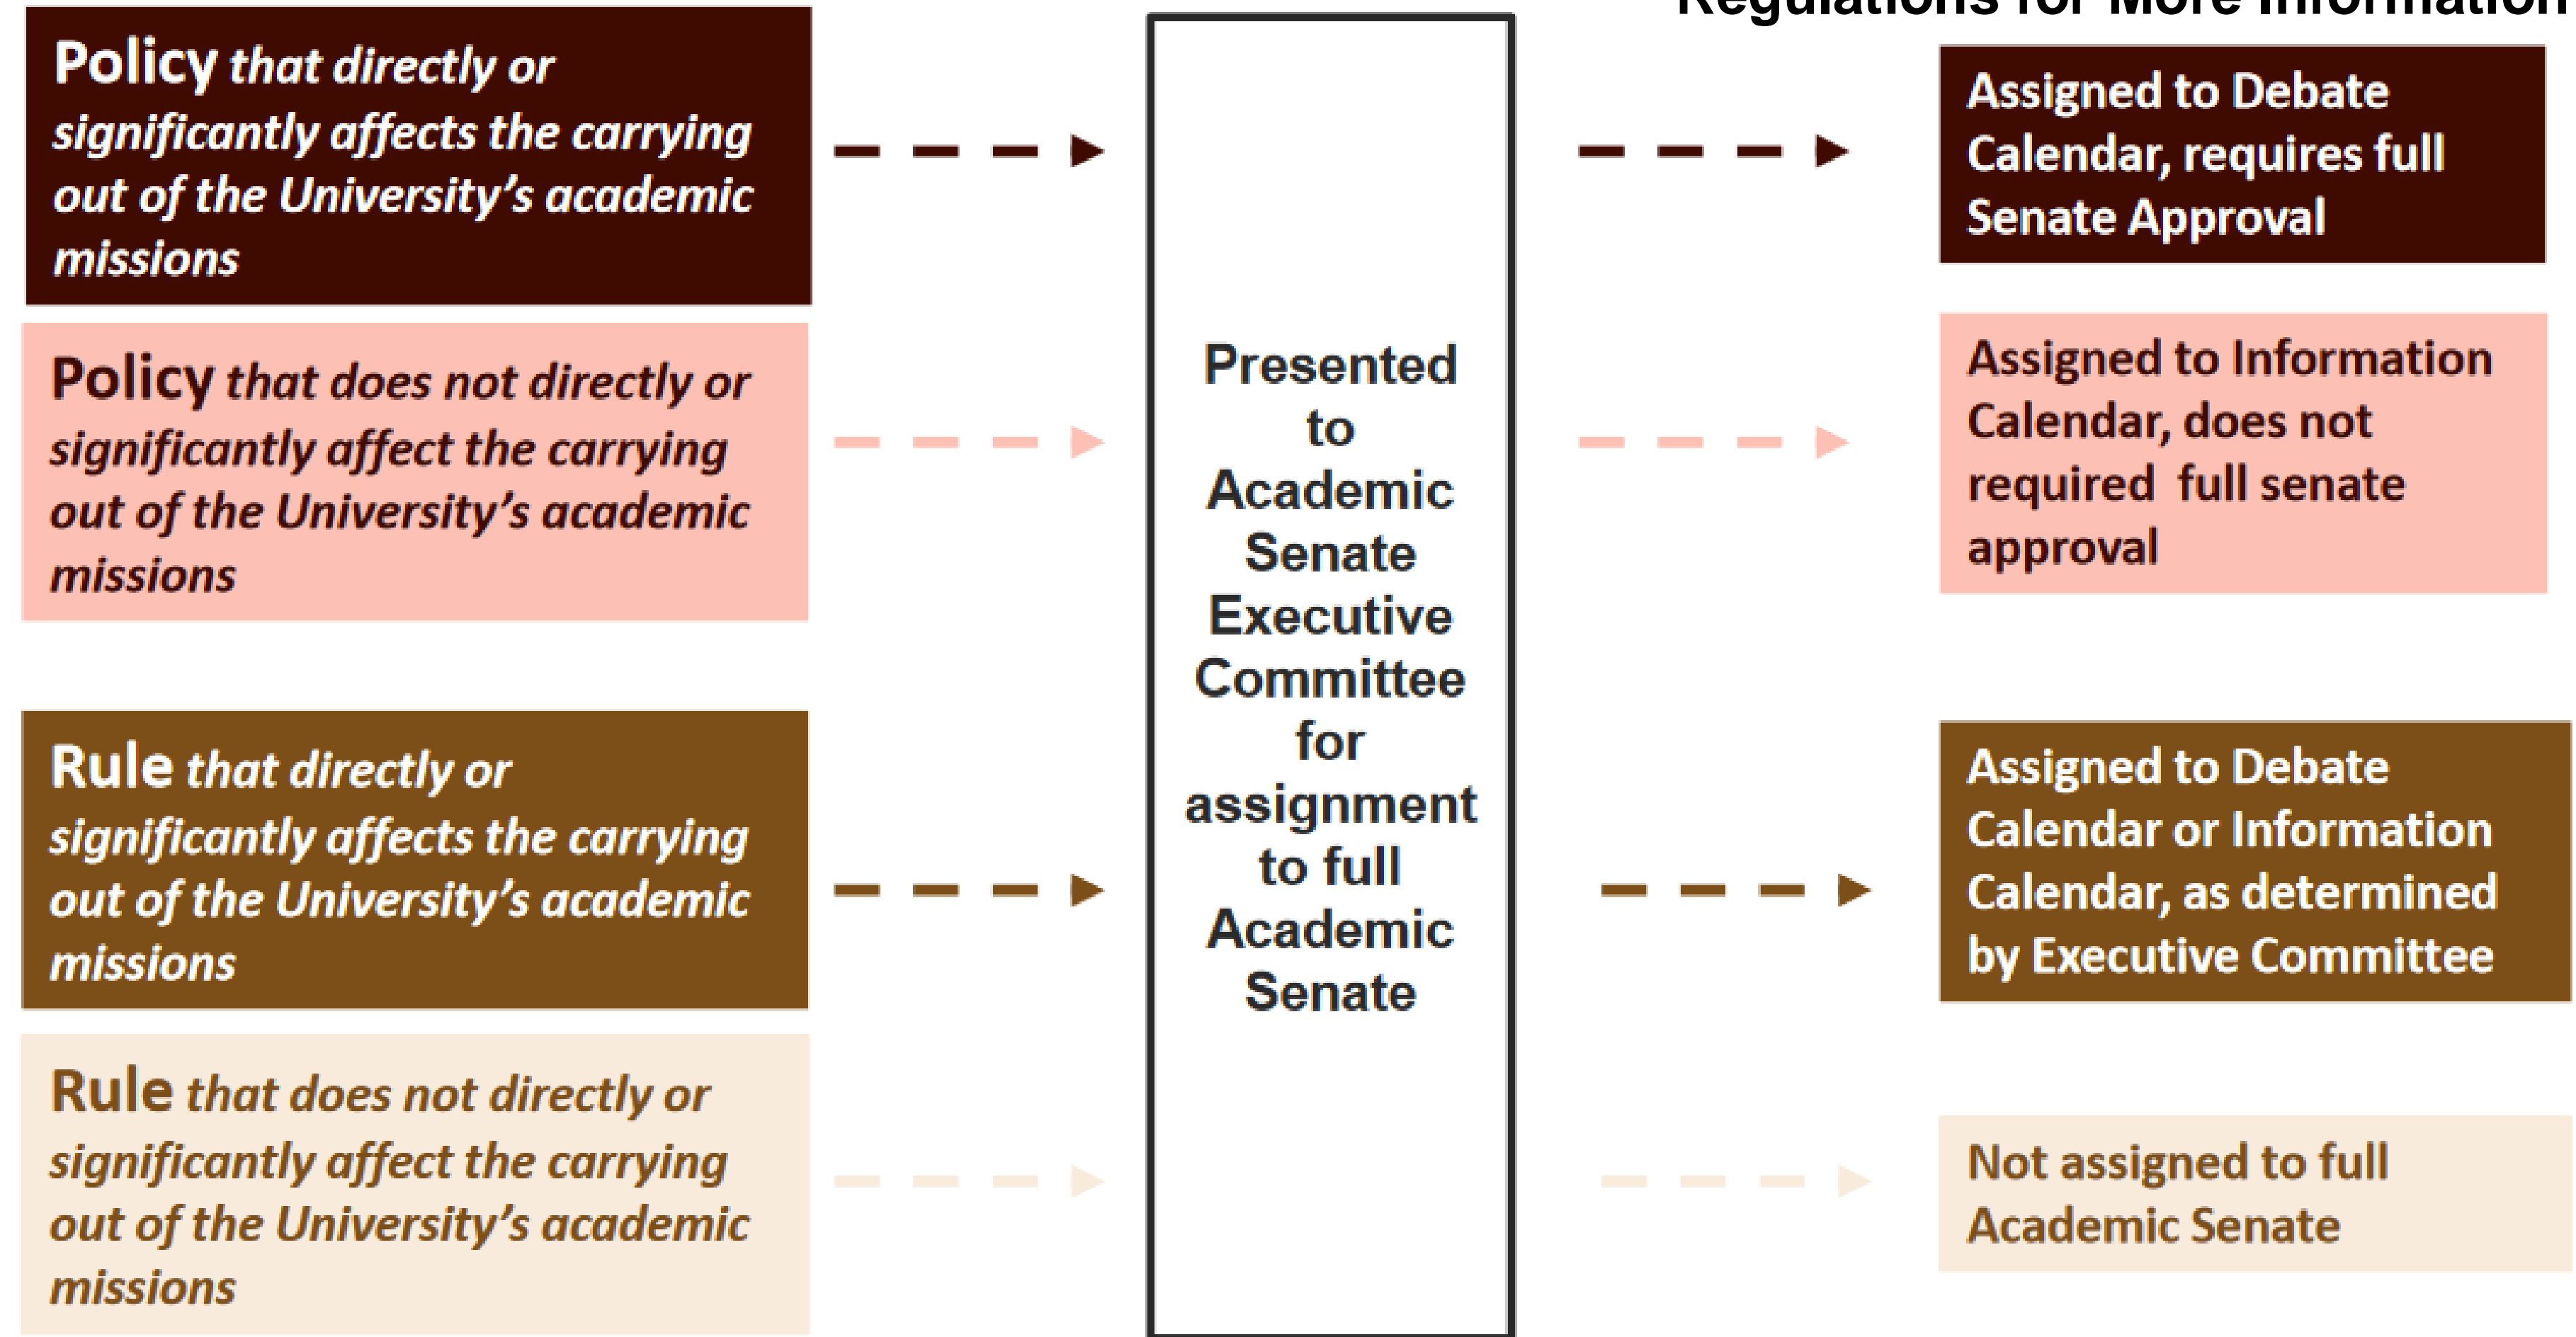 Regulations for More Information
Policy that directly or
significantly affects the carrying
out of the University’s academic
missions
Policy that does not directly or
significantly affect the carrying
out of the University’s academic
missions
Rule that directly or
significantly affects the carrying
out of the University’s academic
missions
Rule that does not directly or
significantly affect the carrying
out of the University’s academic
missions
Presented
to
Academic
Senate
Executive
Committee
for
assignment
to full
Academic
Senate
Assigned to Debate
Calendar, requires full
Senate Approval
Assigned to Information
Calendar, does not
required  full senate
approval
Assigned to Debate
Calendar or Information
Calendar, as determined
by Executive Committee
Not assigned to full
Academic Senate